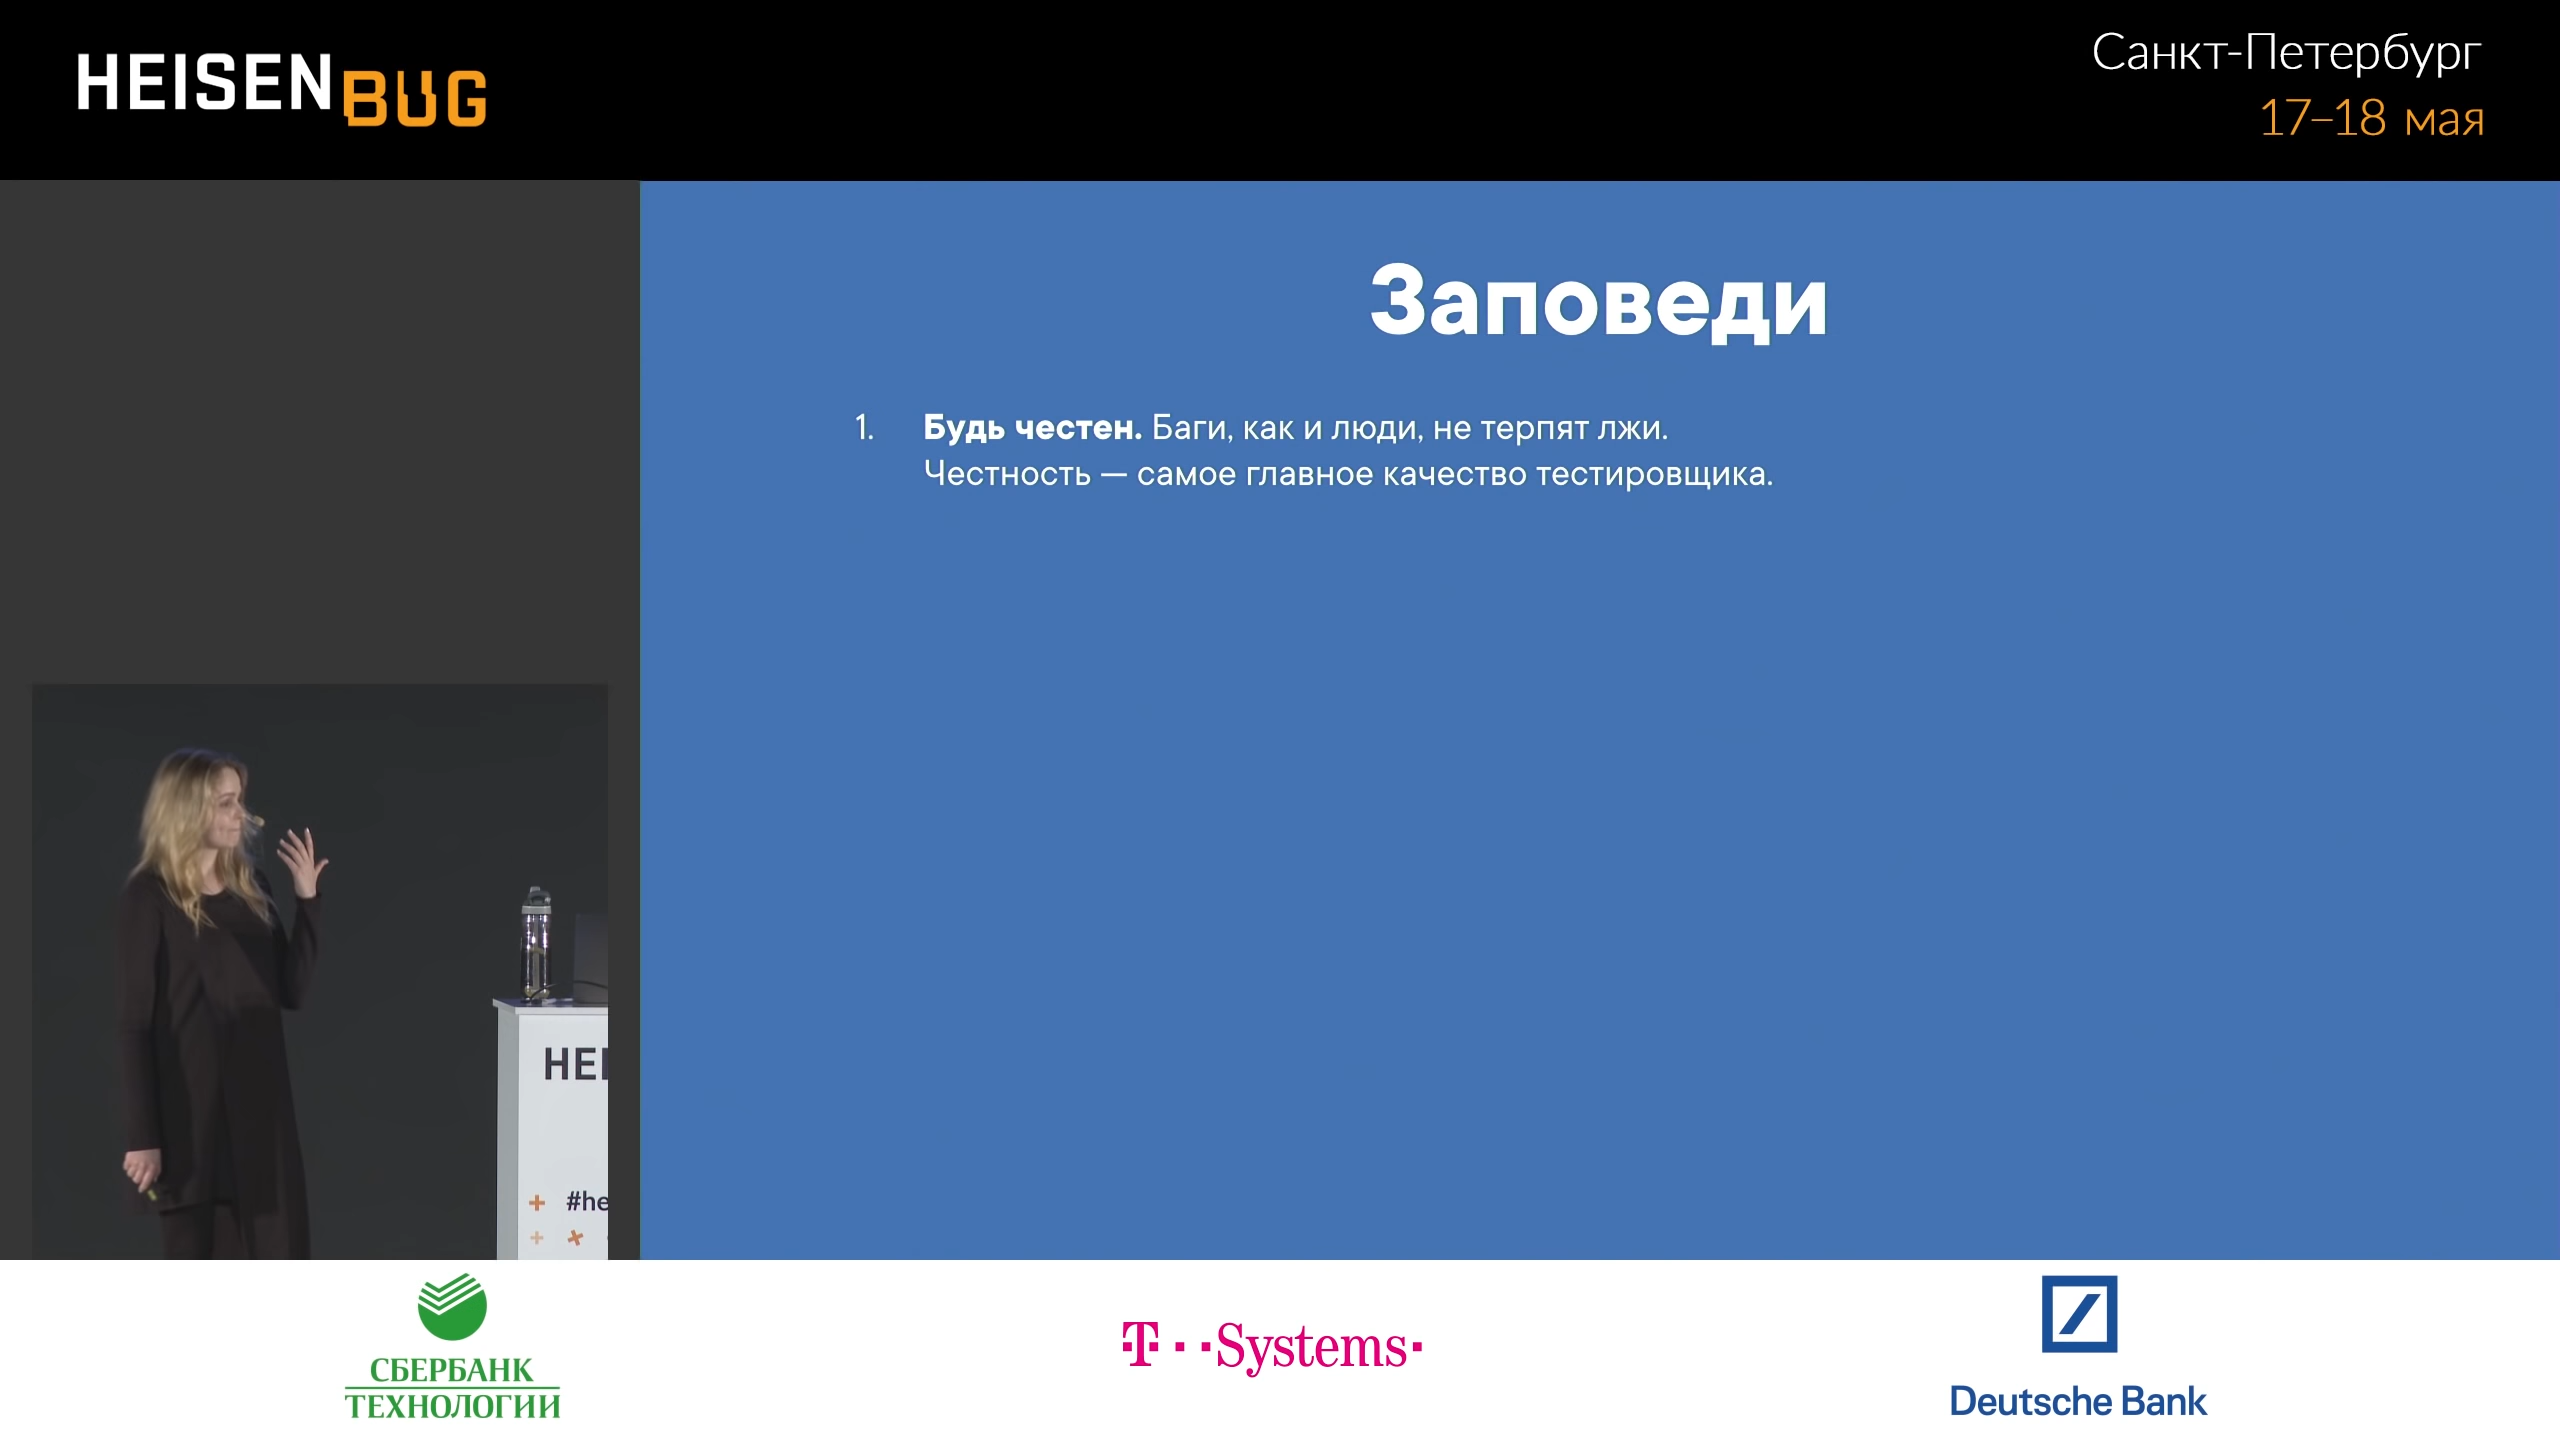 HEISENBUG
Санкт-Петербург
17–18 мая
Заповеди
1. Будь честен. Баги, как и люди, не терпят лжи.
Честность — самое главное качество тестировщика.
HEI
#he
СБЕРБАНК
ТЕХНОЛОГИИ
T··Systems·
Deutsche Bank